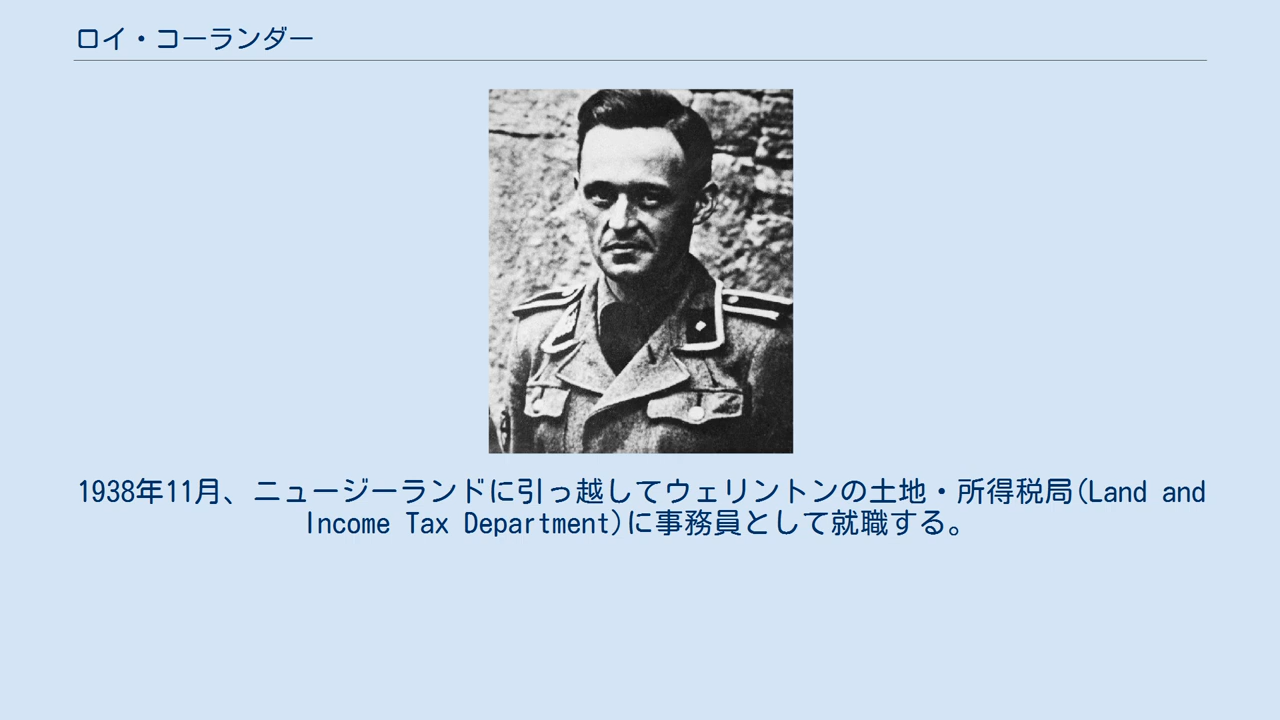 ロイ・コーランダー
1938年11月、ニュージーランドに引っ越してウェリントンの土地・所得税局(Land and
Income Tax Department)に事務員として就職する。